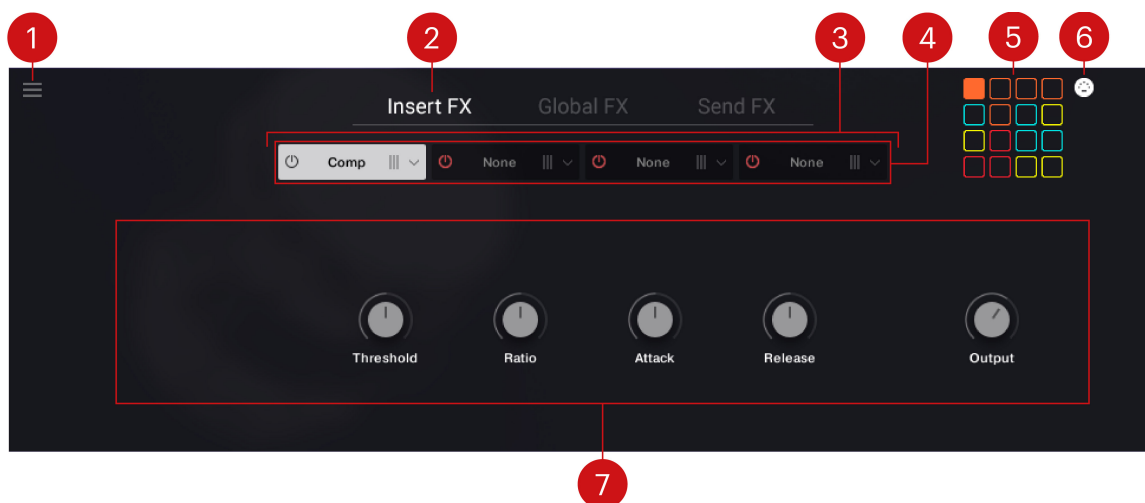 1 2 3 4 5 6
Insert FX Global FX Send FX
Comp None None None
Threshold Ratio Attack Release Output
7